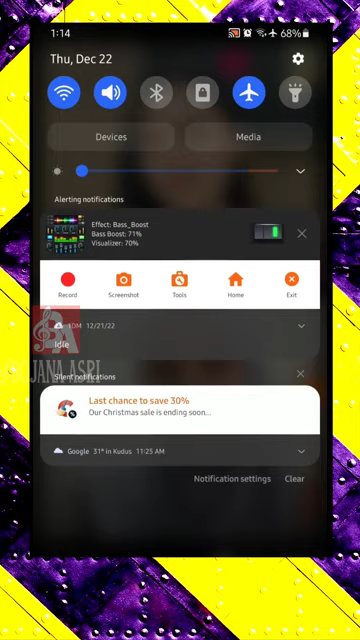 1:14
68%
Thu, Dec 22
Devices
Media
Alerting notifications
Effect: Bass_Boost
Bass Boost: 71%
Visualizer: 70%
Record
Screenshot
Tools
Home
Exit
1DM 12/21/22
Idle
Silent notifications
Last chance to save 30%
Our Christmas sale is ending soon...
Google 31° in Kudus 11:25 AM
Notification settings
Clear